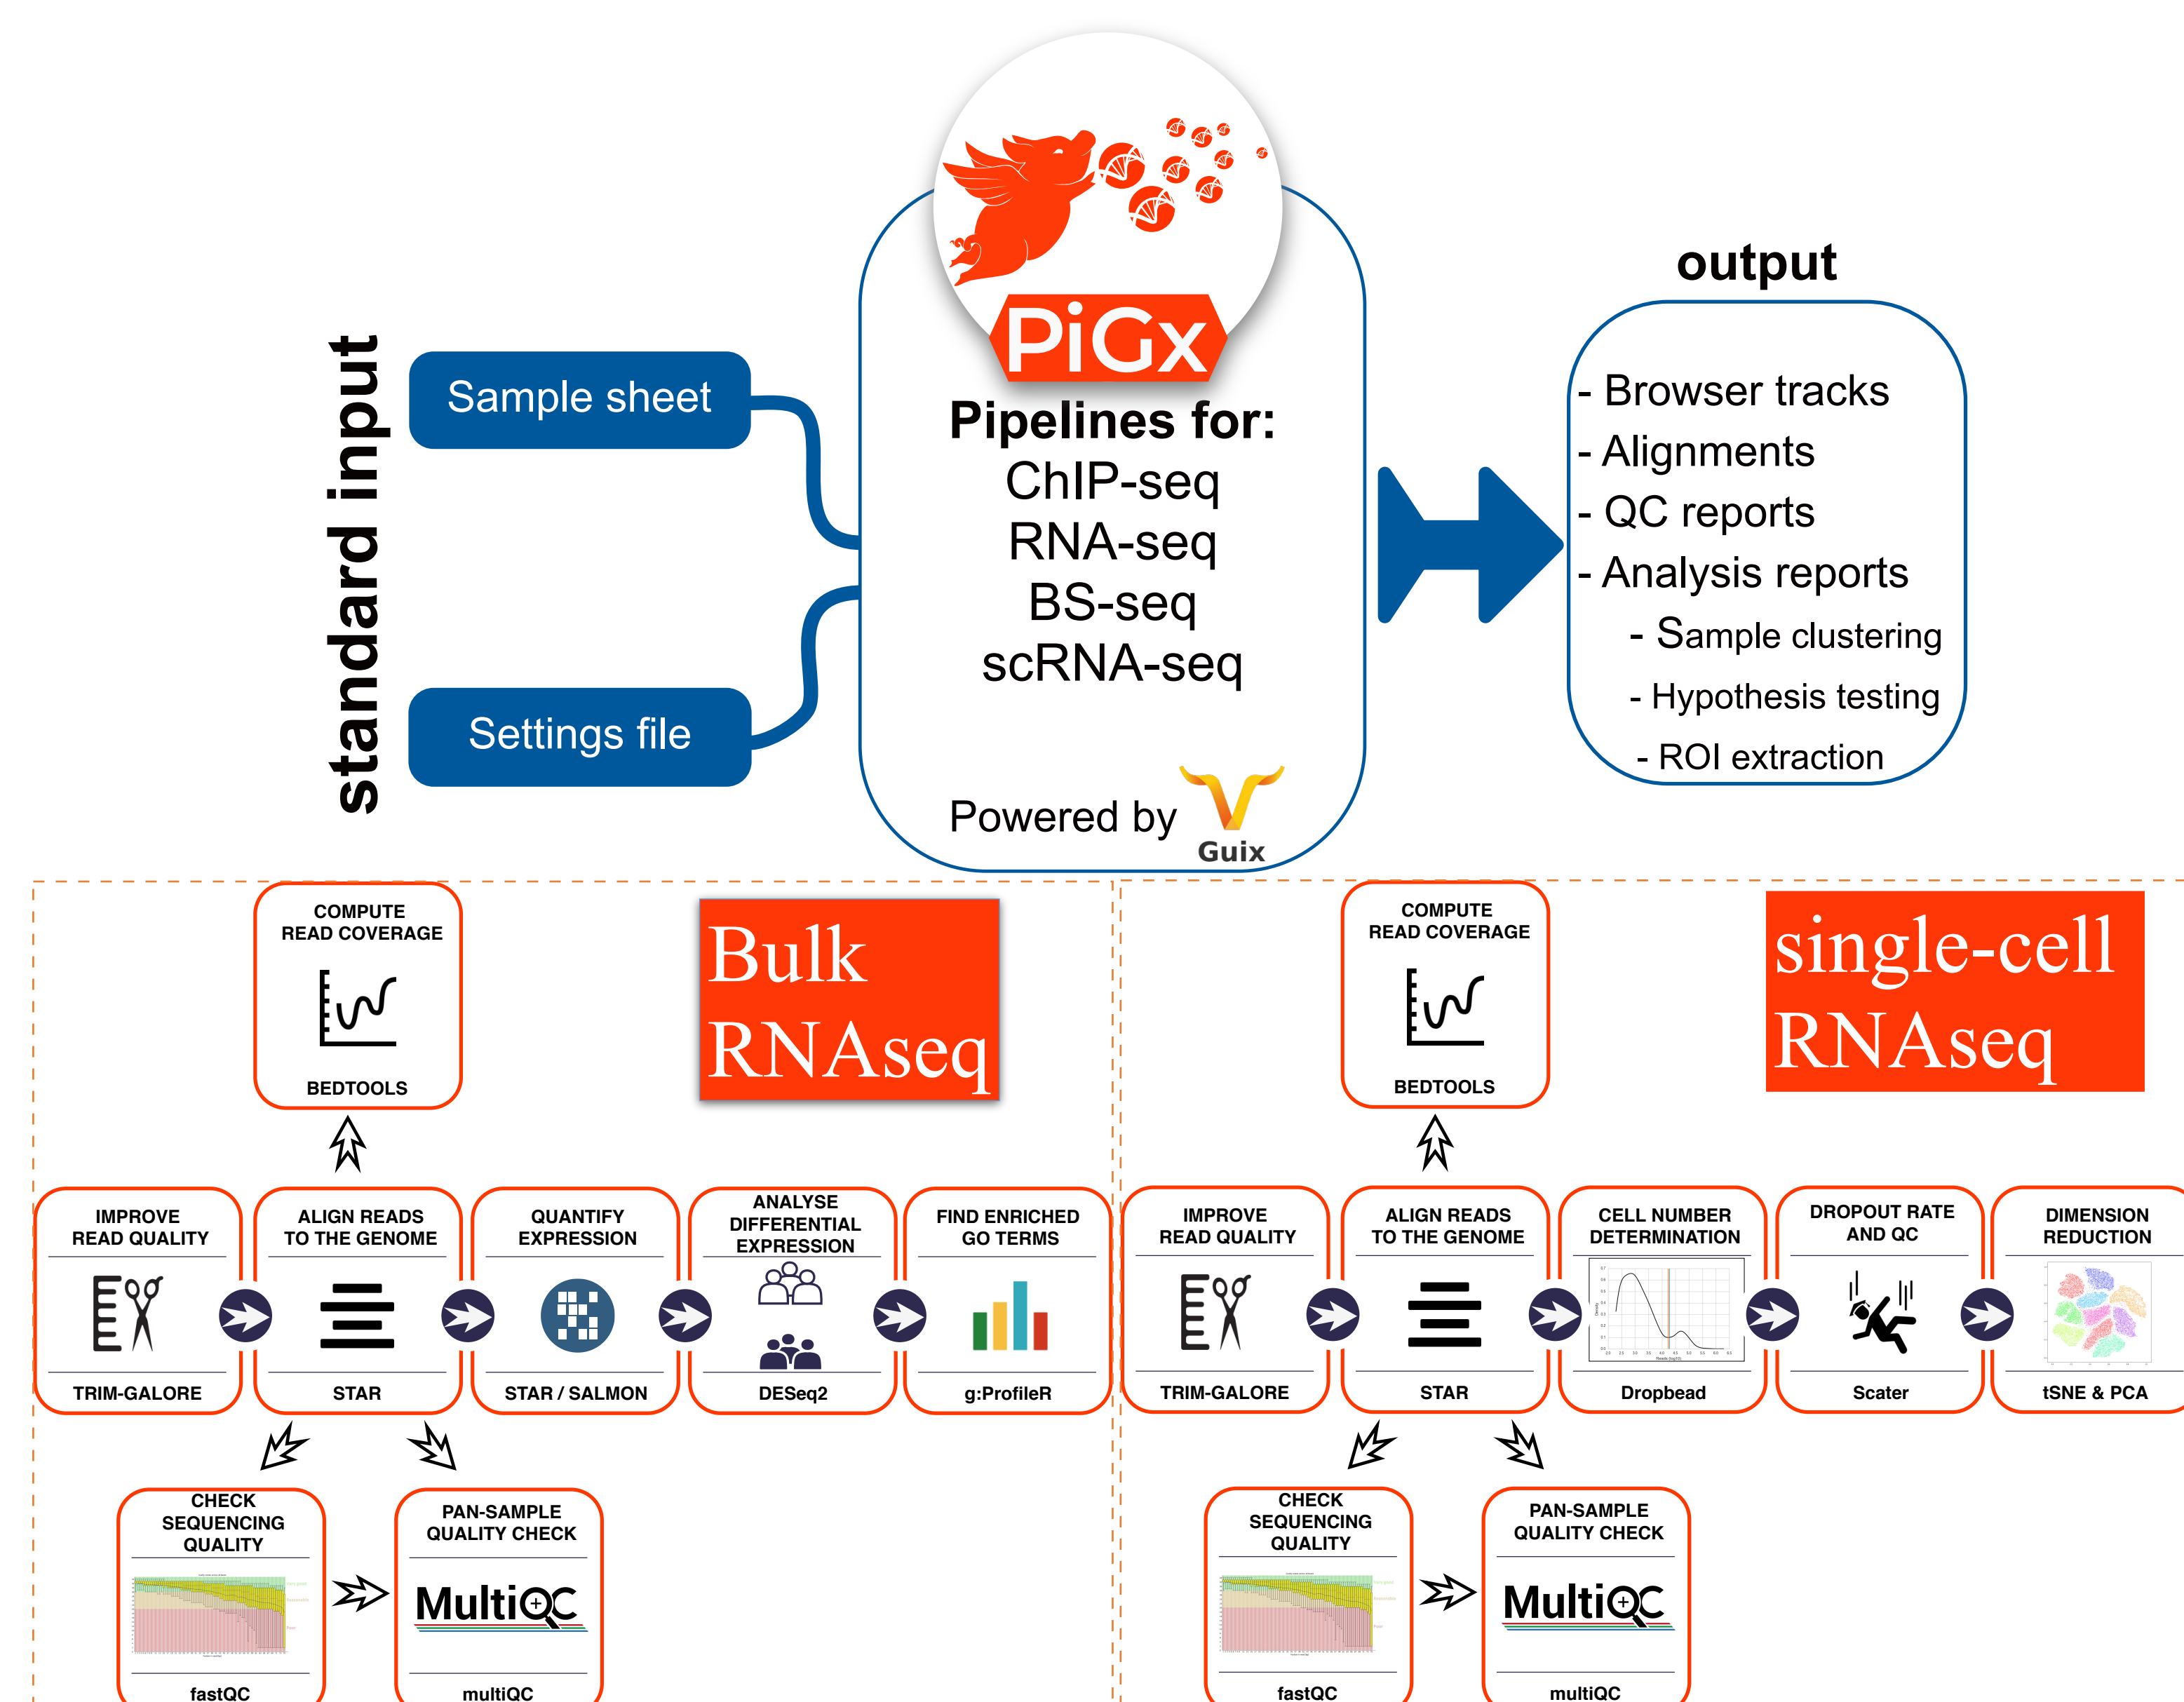 standard input
Sample sheet
Settings file
PiGx
Pipelines for:
ChIP-seq
RNA-seq
BS-seq
scRNA-seq
Powered by
Guix
output
- Browser tracks
- Alignments
- QC reports
- Analysis reports
- Sample clustering
- Hypothesis testing
- ROI extraction
Bulk
RNAseq
COMPUTE
READ COVERAGE
BEDTOOLS
IMPROVE
READ QUALITY
TRIM-GALORE
ALIGN READS
TO THE GENOME
STAR
QUANTIFY
EXPRESSION
STAR / SALMON
ANALYSE
DIFFERENTIAL
EXPRESSION
DESeq2
FIND ENRICHED
GO TERMS
g:ProfileR
CHECK
SEQUENCING
QUALITY
fastQC
PAN-SAMPLE
QUALITY CHECK
MultiQC
multiQC
single-cell
RNAseq
COMPUTE
READ COVERAGE
BEDTOOLS
IMPROVE
READ QUALITY
TRIM-GALORE
ALIGN READS
TO THE GENOME
STAR
CELL NUMBER
DETERMINATION
Dropbead
DROPOUT RATE
AND QC
Scater
DIMENSION
REDUCTION
tSNE & PCA
CHECK
SEQUENCING
QUALITY
fastQC
PAN-SAMPLE
QUALITY CHECK
MultiQC
multiQC